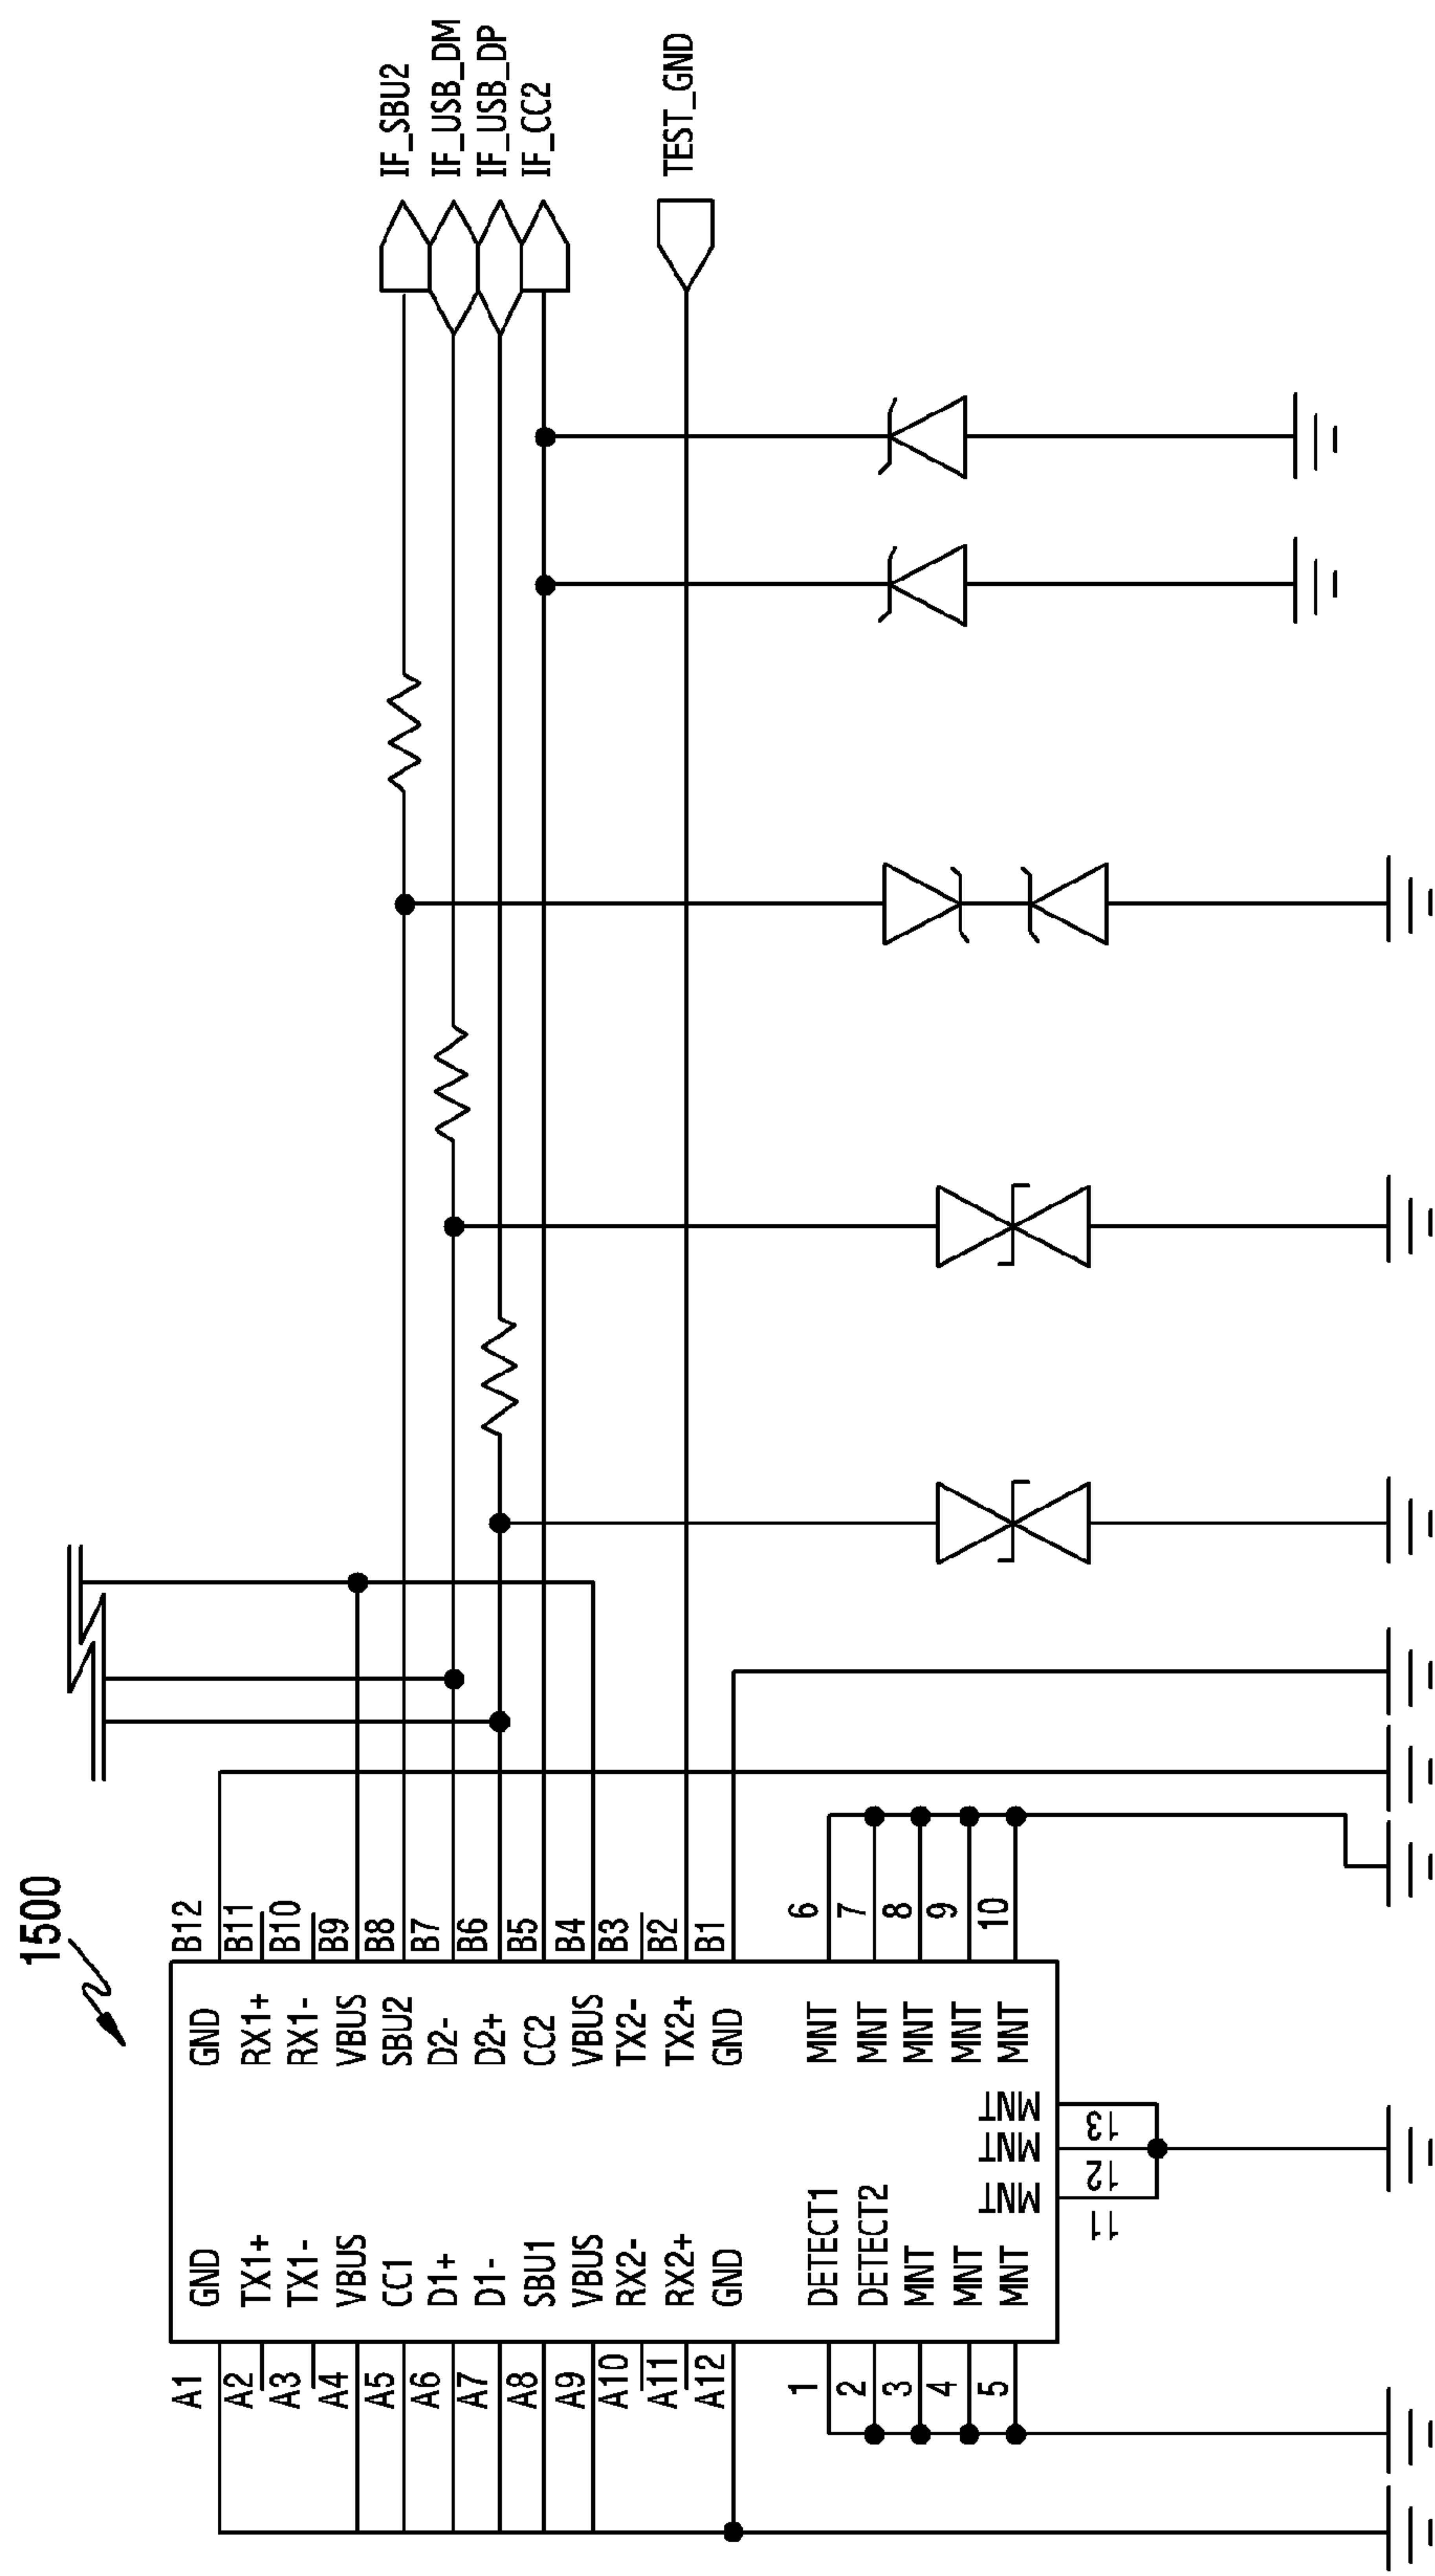 1500
A1
A2
A3
A4
A5
A6
A7
A8
A9
A10
A11
A12
1
2
3
4
5
GND
TX1+
TX1-
VBUS
CC1
D1+
D1-
SBU1
VBUS
RX2-
RX2+
GND
DETECT1
DETECT2
MNT
MNT
MNT
MNT
MNT
MNT
11
12
13
GND
RX1+
RX1-
VBUS
SBU2
D2-
D2+
CC2
VBUS
TX2-
TX2+
GND
MNT
MNT
MNT
MNT
MNT
B12
B11
B10
B9
B8
B7
B6
B5
B4
B3
B2
B1
6
7
8
9
10
IF_SBU2
IF_USB_DM
IF_USB_DP
IF_CC2
TEST_GND